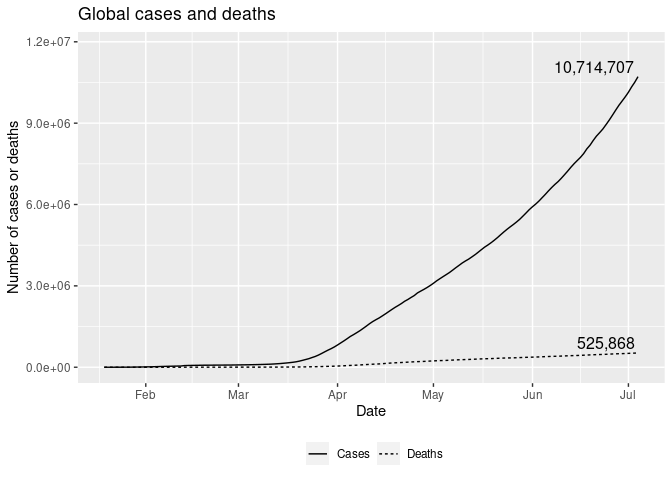 Global cases and deaths
1.2e+07
9.0e+06
6.0e+06
3.0e+06
0.0e+00
Number of cases or deaths
10,714,707
525,868
Feb Mar Apr May Jun Jul
Date
Cases Deaths